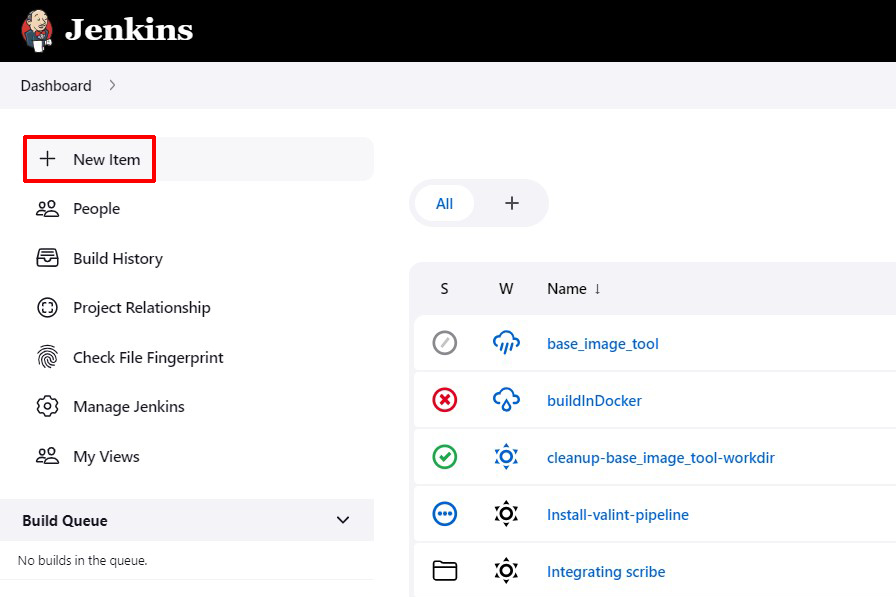 Jenkins
Dashboard
New Item
People
Build History
Project Relationship
Check File Fingerprint
Manage Jenkins
My Views
Build Queue
No builds in the queue.
All
S W Name ↓
base_image_tool
buildInDocker
cleanup-base_image_tool-workdir
Install-valint-pipeline
Integrating scribe